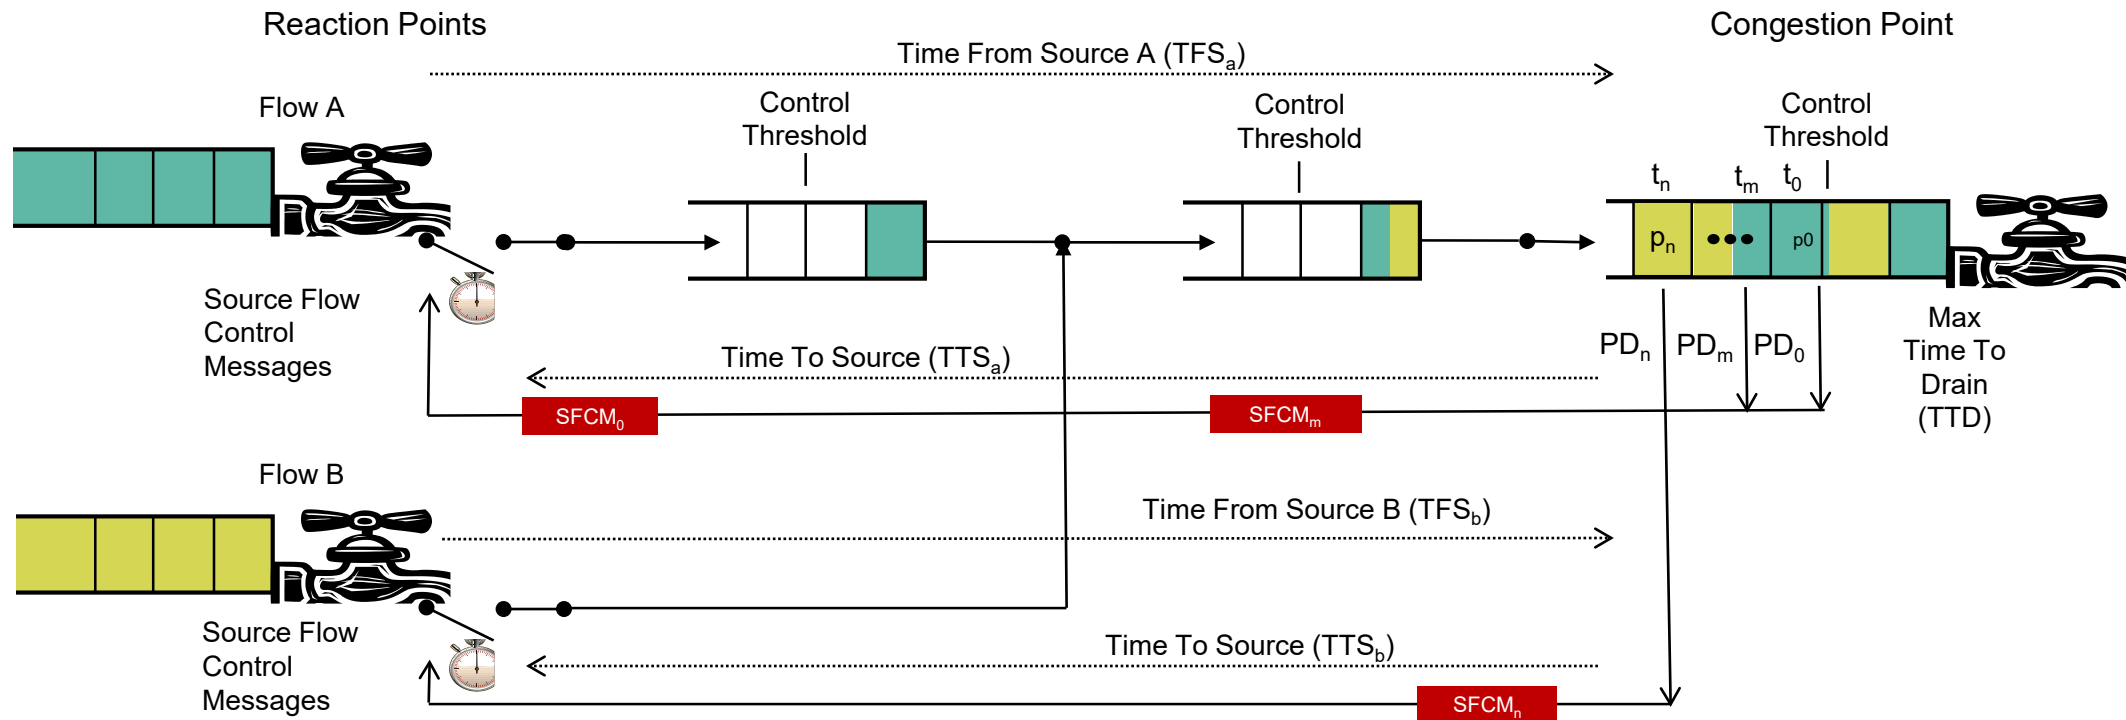 Reaction Points
Congestion Point
Time From Source A (TFSa)
Flow A
Control
Threshold
Control
Threshold
Control
Threshold
tn
tm
t0
pn
p0
Source Flow
Control
Messages
Time To Source (TTSa)
PDn
PDm
PD0
Max
Time To
Drain
(TTD)
SFCM0
SFCMm
Flow B
Time From Source B (TFSb)
Source Flow
Control
Messages
Time To Source (TTSb)
SFCMn